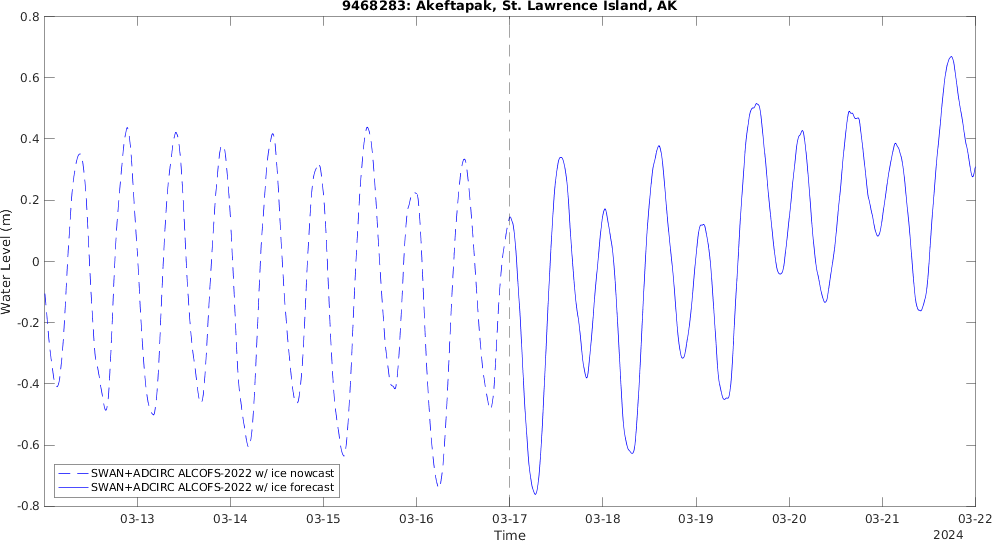 9468283: Akeftapak, St. Lawrence Island, AK
0.8
0.6
0.4
0.2
0
-0.2
-0.4
-0.6
-0.8
Water Level (m)
SWAN+ADCIRC ALCOFS-2022 w/ ice nowcast
SWAN+ADCIRC ALCOFS-2022 w/ ice forecast
03-13 03-14 03-15 03-16 03-17 03-18 03-19 03-20 03-21 03-22
Time
2024